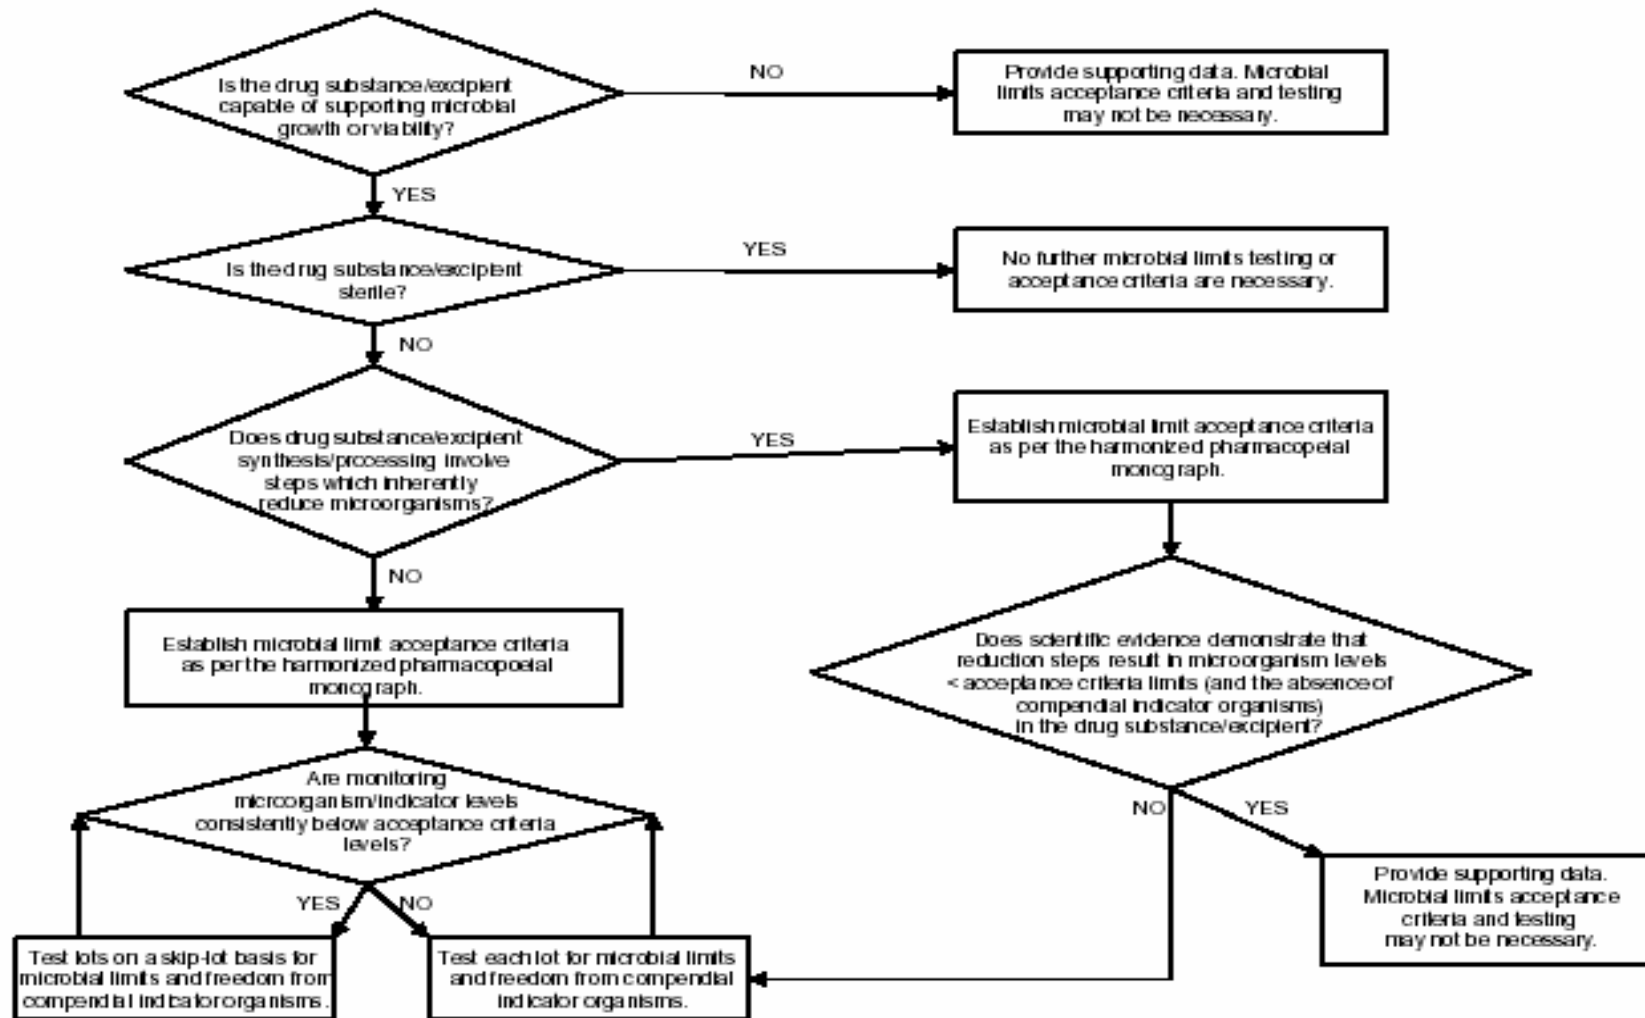 Is the drug substance/excipient
capable of supporting microbial
growth or viability?
NO
Provide supporting data. Microbial
limits acceptance criteria and testing
may not be necessary.
YES
Is the drug substance/excipient
sterile?
YES
No further microbial limits testing or
acceptance criteria are necessary.
NO
Does drug substance/excipient
synthesis/processing involve
steps which inherently
reduce microorganisms?
YES
Establish microbial limit acceptance criteria
as per the harmonized pharmacopeial
monograph.
NO
Establish microbial limit acceptance criteria
as per the harmonized pharmacopoeial
monograph.
Does scientific evidence demonstrate that
reduction steps result in microorganism levels
< acceptance criteria limits (and the absence of
compendial indicator organisms)
in the drug substance/excipient?
Are monitoring
microorganism/indicator levels
consistently below acceptance criteria
levels?
NO
YES
YES
NO
Provide supporting data.
Microbial limits acceptance
criteria and testing
may not be necessary.
Test lots on a skip-lot basis for
microbial limits and freedom from
compendial indicator organisms.
Test each lot for microbial limits
and freedom from compendial
indicator organisms.